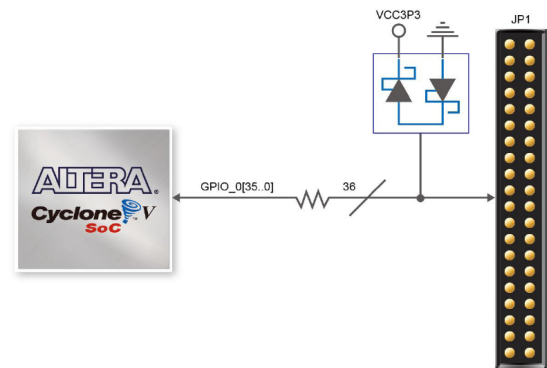 VCC3P3
JP1
ALTERA®
GPIO_0[35..0]
36
Cyclone® V
SoC